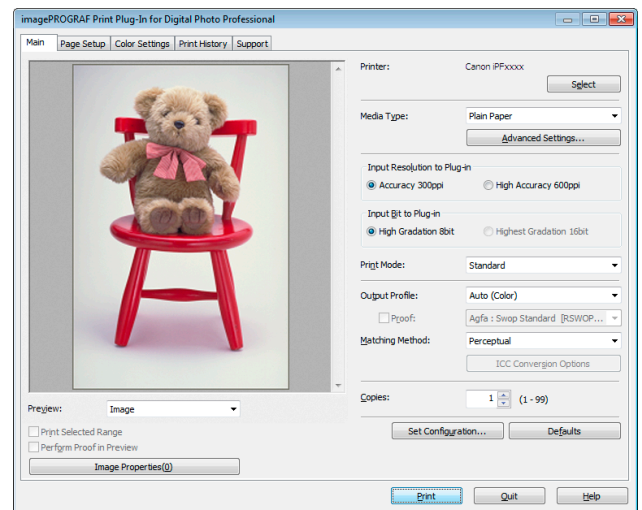 imagePROGRAF Print Plug-In for Digital Photo Professional
Main Page Setup Color Settings Print History Support
Printer: Canon iPFxxxx
Select
Media Type: Plain Paper
Advanced Settings...
Input Resolution to Plug-in
Accuracy 300ppi High Accuracy 600ppi
Input Bit to Plug-in
High Gradation 8bit Highest Gradation 16bit
Print Mode: Standard
Output Profile: Auto (Color)
Proof: Agfa : Swop Standard [RSWOP...
Matching Method: Perceptual
ICC Conversion Options
Copies: 1 (1 - 99)
Preview: Image
Print Selected Range
Perform Proof in Preview
Image Properties(0)
Set Configuration... Defaults
Print Quit Help